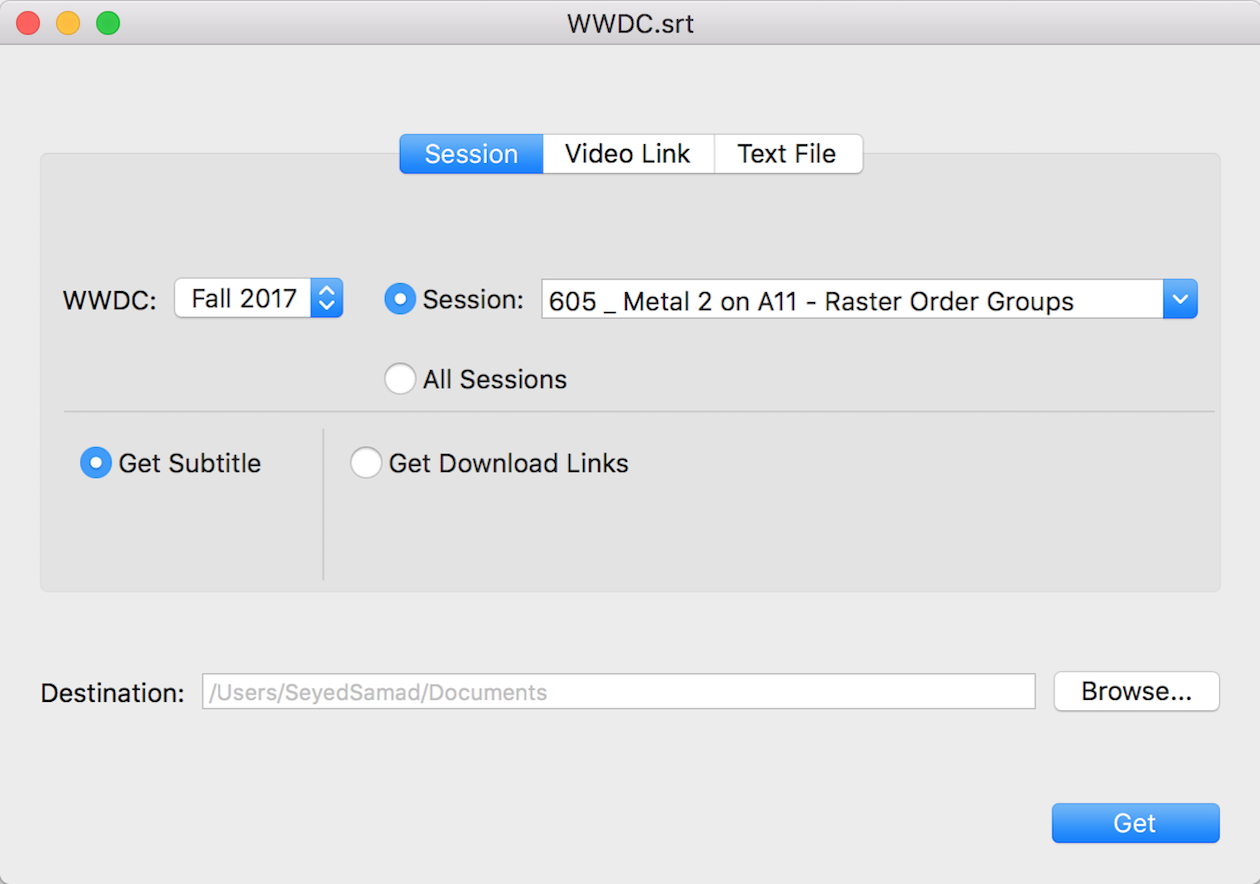 WWDC.srt
Session Video Link Text File
WWDC: Fall 2017 Session: 605 _ Metal 2 on A11 - Raster Order Groups
All Sessions
Get Subtitle Get Download Links
Destination: /Users/SeyedSamad/Documents Browse...
Get